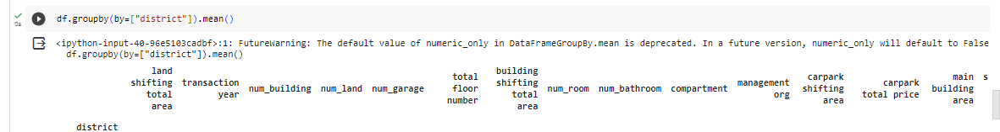 0s
df.groupby(by=["district"]).mean()
<ipython-input-40-96e5103cadbf>:1: FutureWarning: The default value of numeric_only in DataFrameGroupBy.mean is deprecated. In a future version, numeric_only will default to False
df.groupby(by=["district"]).mean()
land shifting total area transaction year num_building num_land num_garage total floor number building shifting total area num_room num_bathroom compartment management org carpark shifting area carpark total price main building area s
district